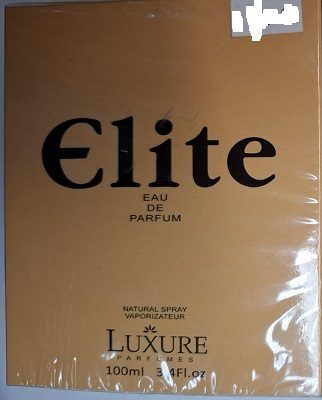 Elite
EAU
DE
PARFUM
NATURAL SPRAY
VAPORIZATEUR
LUXURE
PARFUMES
100ml 3.4Fl.oz